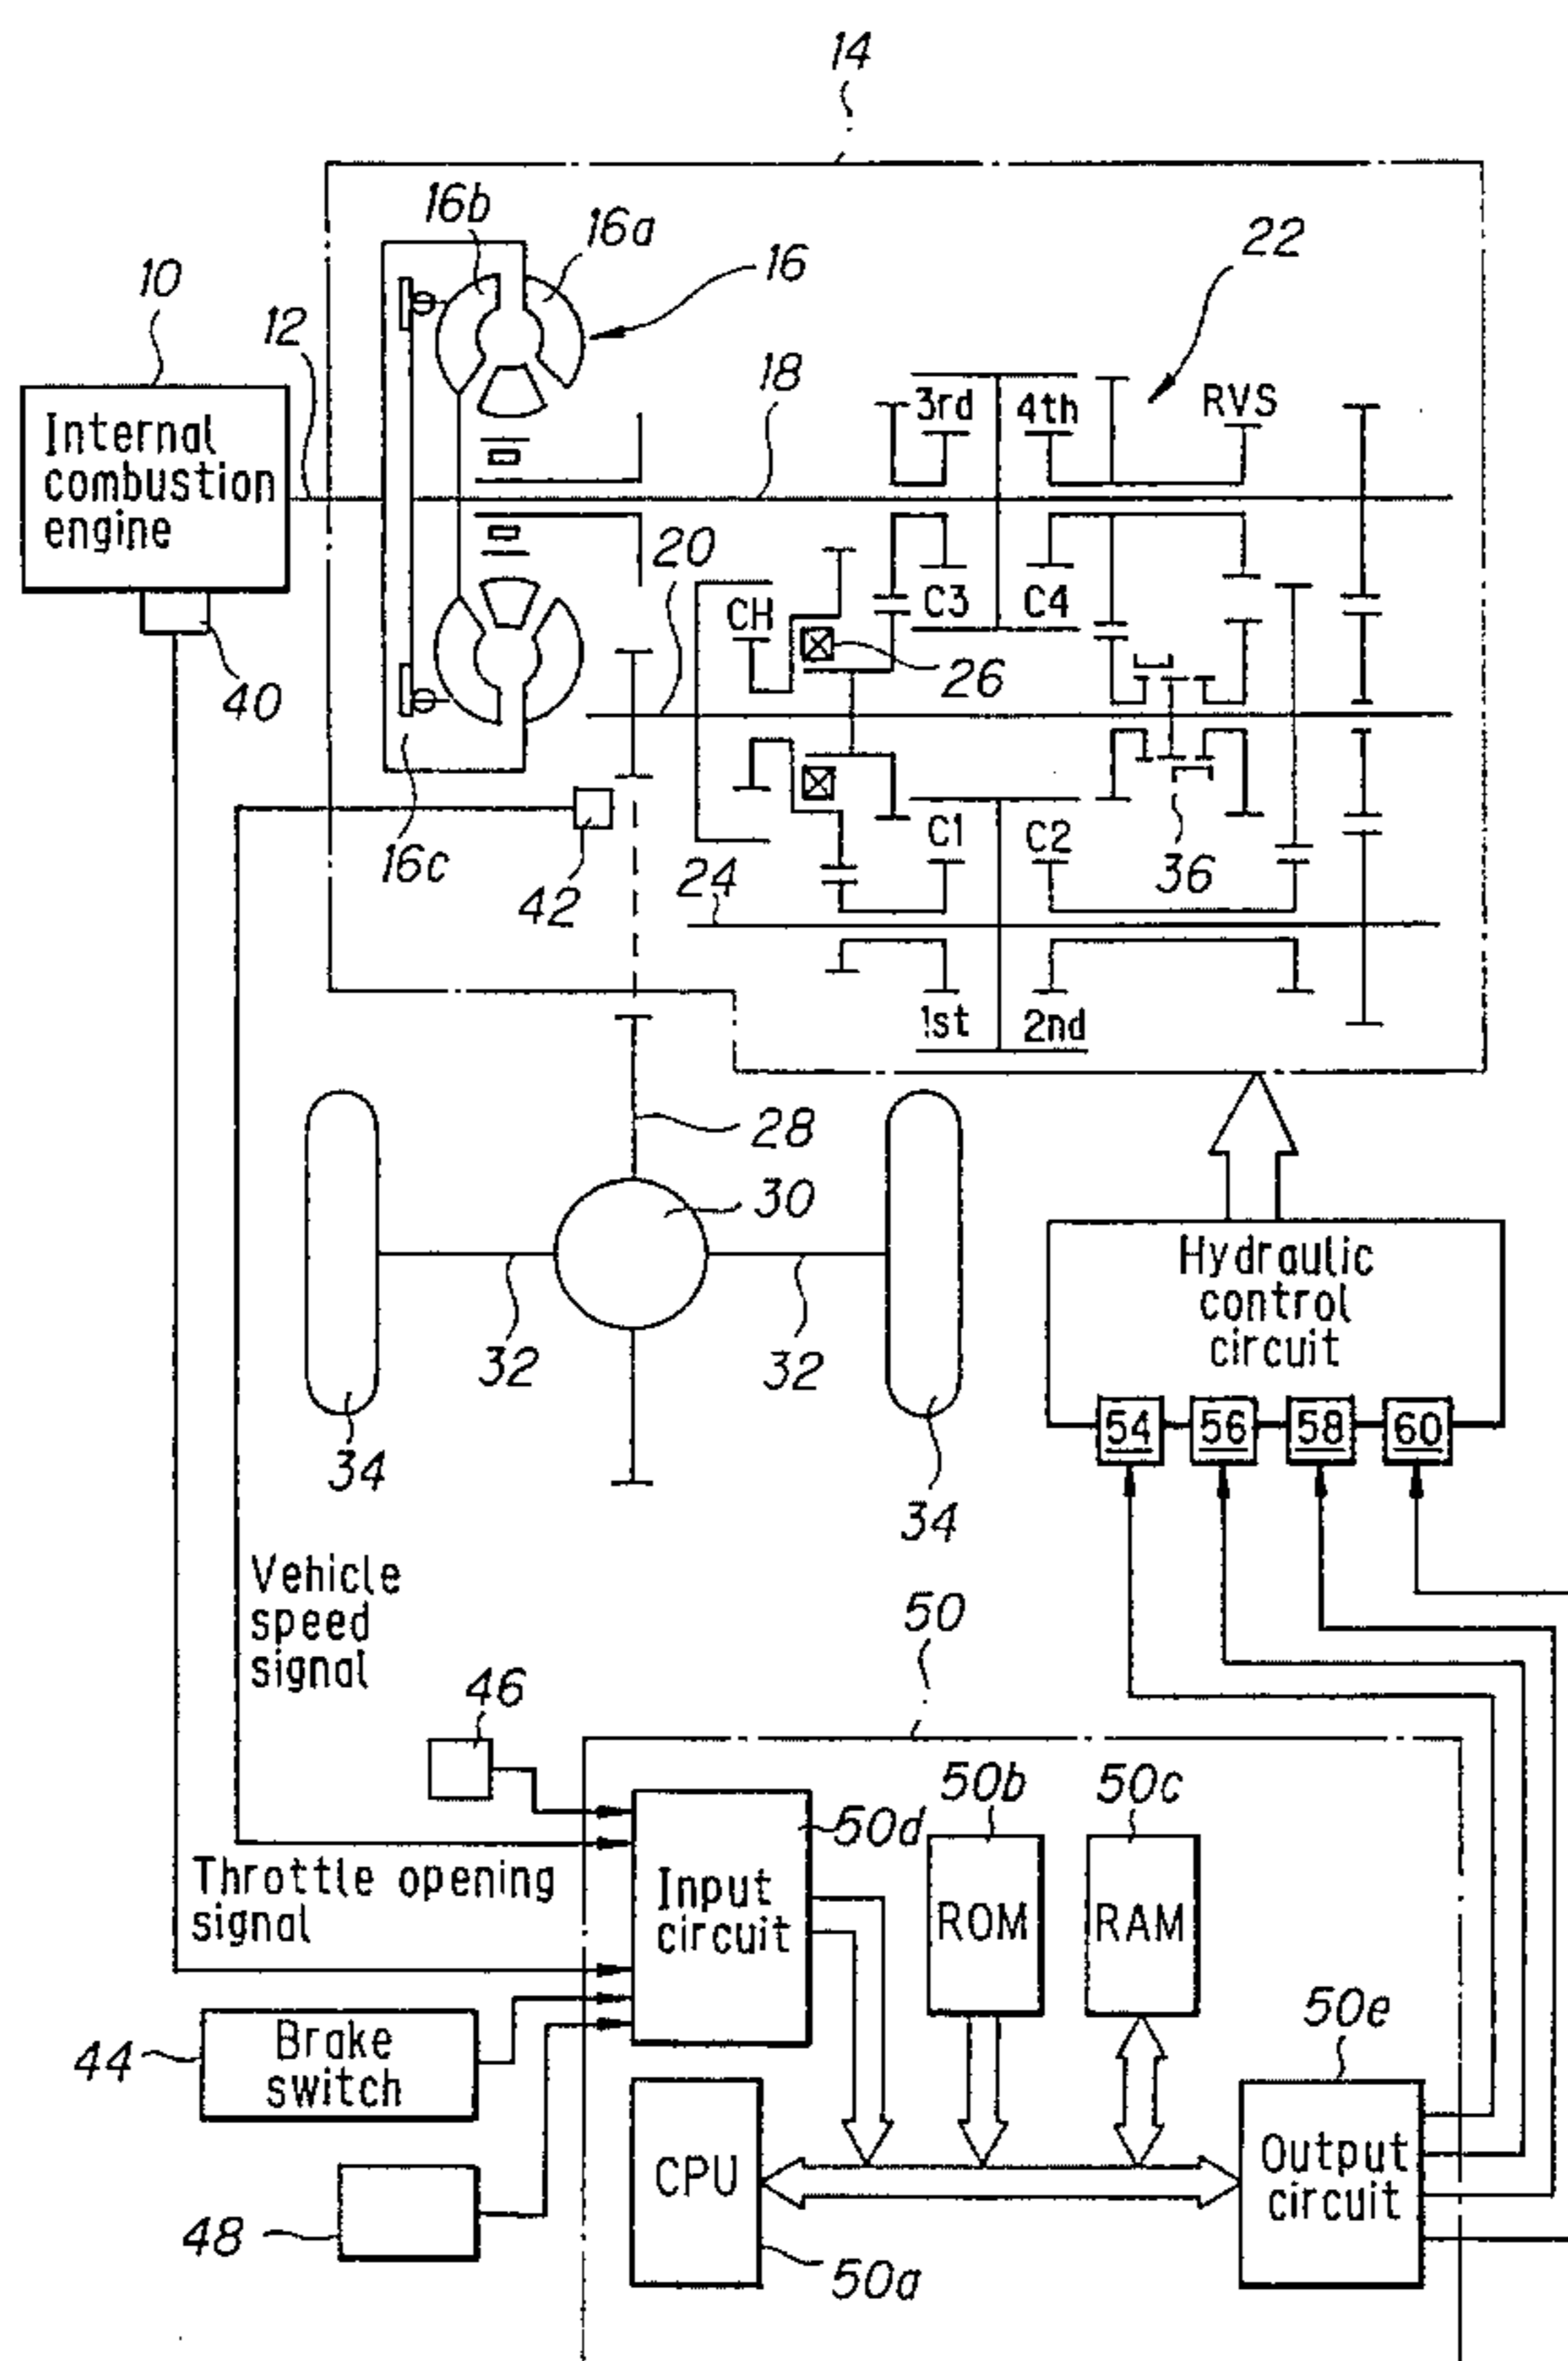 14
16b
16a
16
22
10
12
18
3rd
4th
RVS
Internal
combustion
engine
20
CH
C3
C4
26
40
16c
42
24
C1
C2
36
1st
2nd
28
30
32
32
34
34
Hydraulic
control
circuit
54
56
58
60
Vehicle
speed
signal
50
46
50d
50b
50c
Throttle opening
signal
Input
circuit
ROM
RAM
50e
44
Brake
switch
CPU
Output
circuit
48
50a